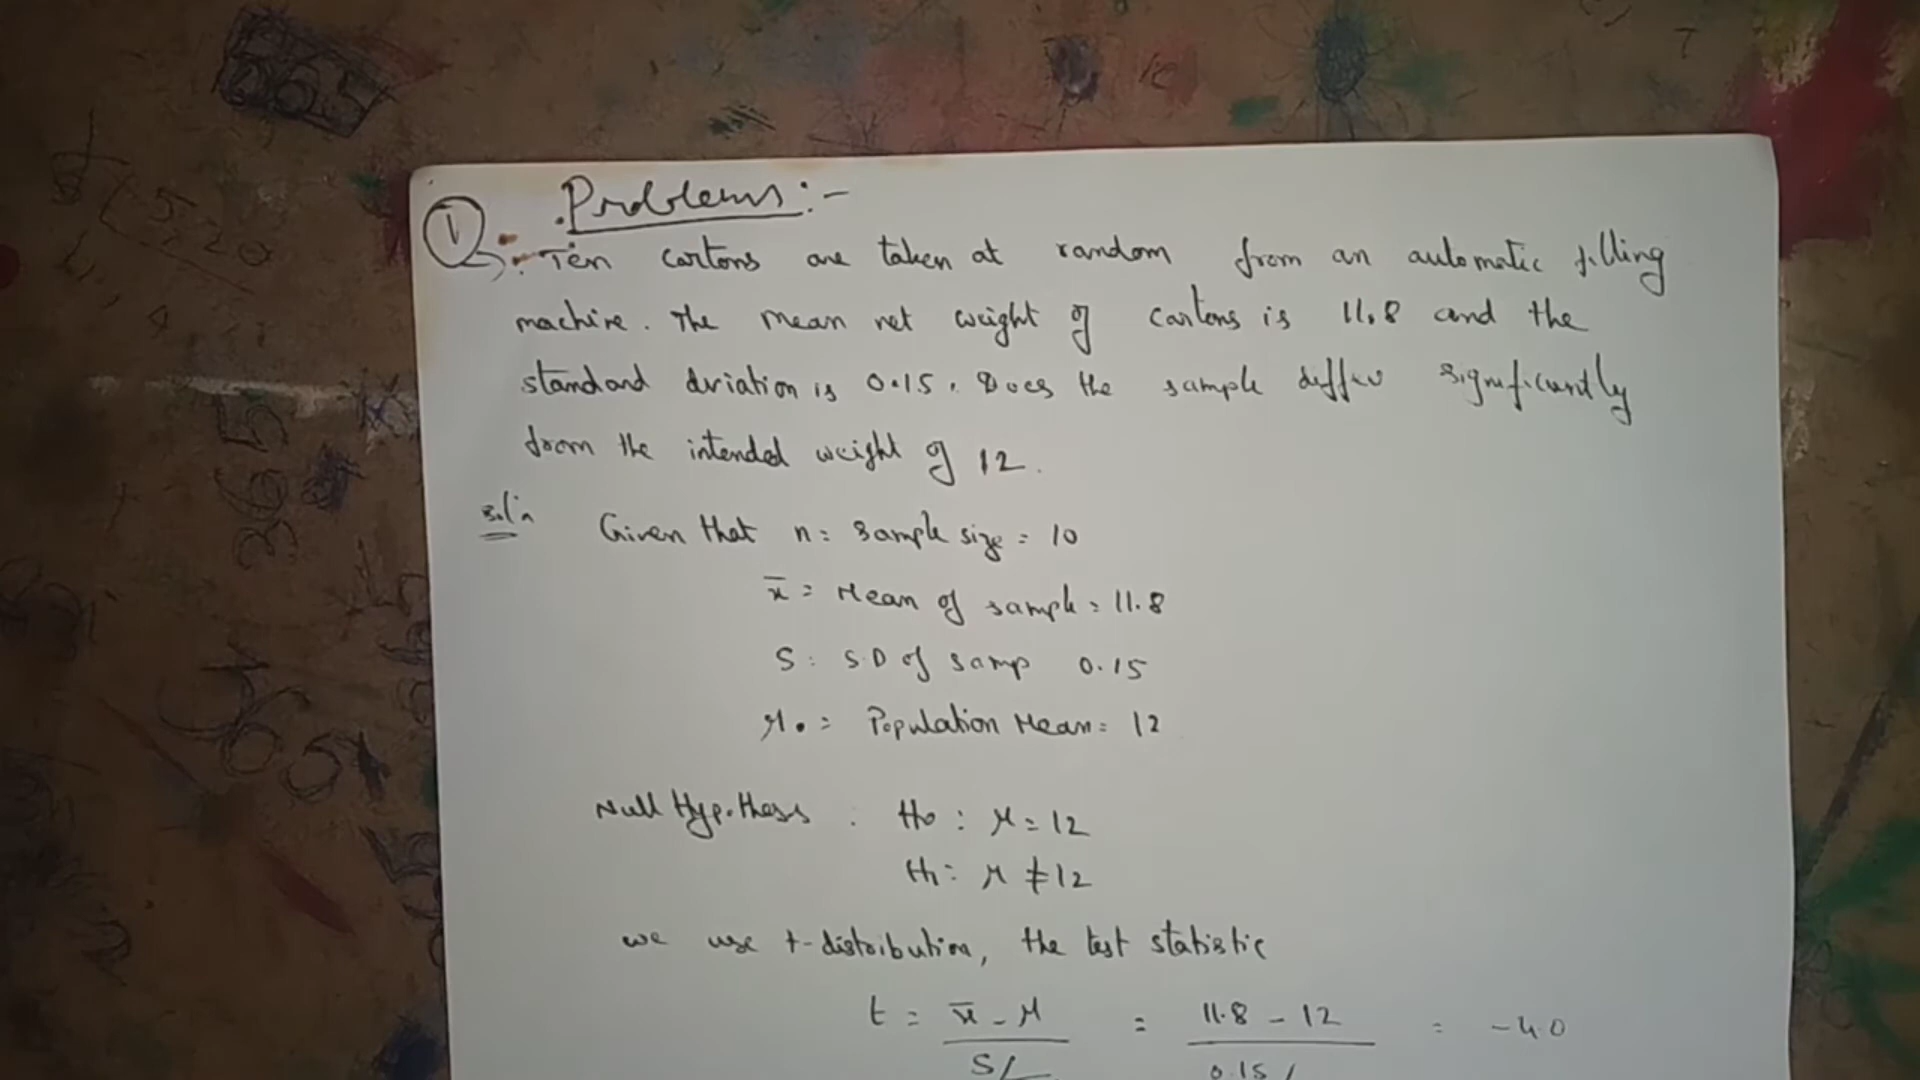 ① Problems:-
Ten cartons are taken at random from an automatic filling
machine. The mean net weight of cartons is 11.8 and the
standard deviation is 0.15. Does the sample differ significantly
from the intended weight of 12.
Sol'n Given that n = sample size = 10
x̄ = Mean of sample = 11.8
S : S.D of samp 0.15
μ₀ = Population Mean = 12
Null Hypothesis : H₀ : μ = 12
H₁ : μ ≠ 12
we use t-distribution, the test statistic
t = x̄ - μ / S/ = 11.8 - 12 / 0.15/ = -4.0
3655